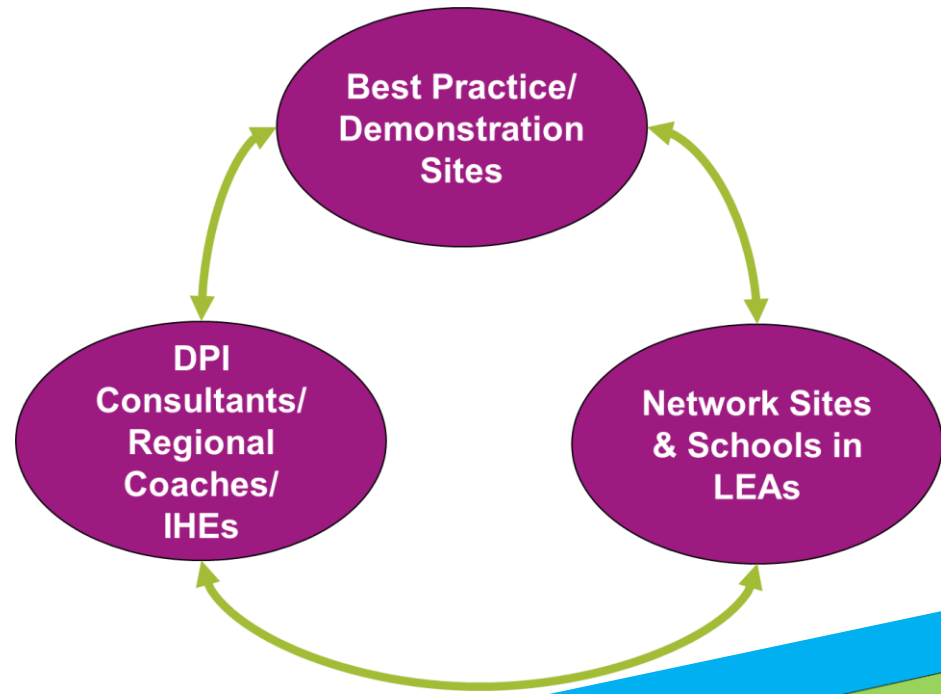 Best Practice/
Demonstration
Sites
DPI
Consultants/
Regional
Coaches/
IHEs
Network Sites
& Schools in
LEAs